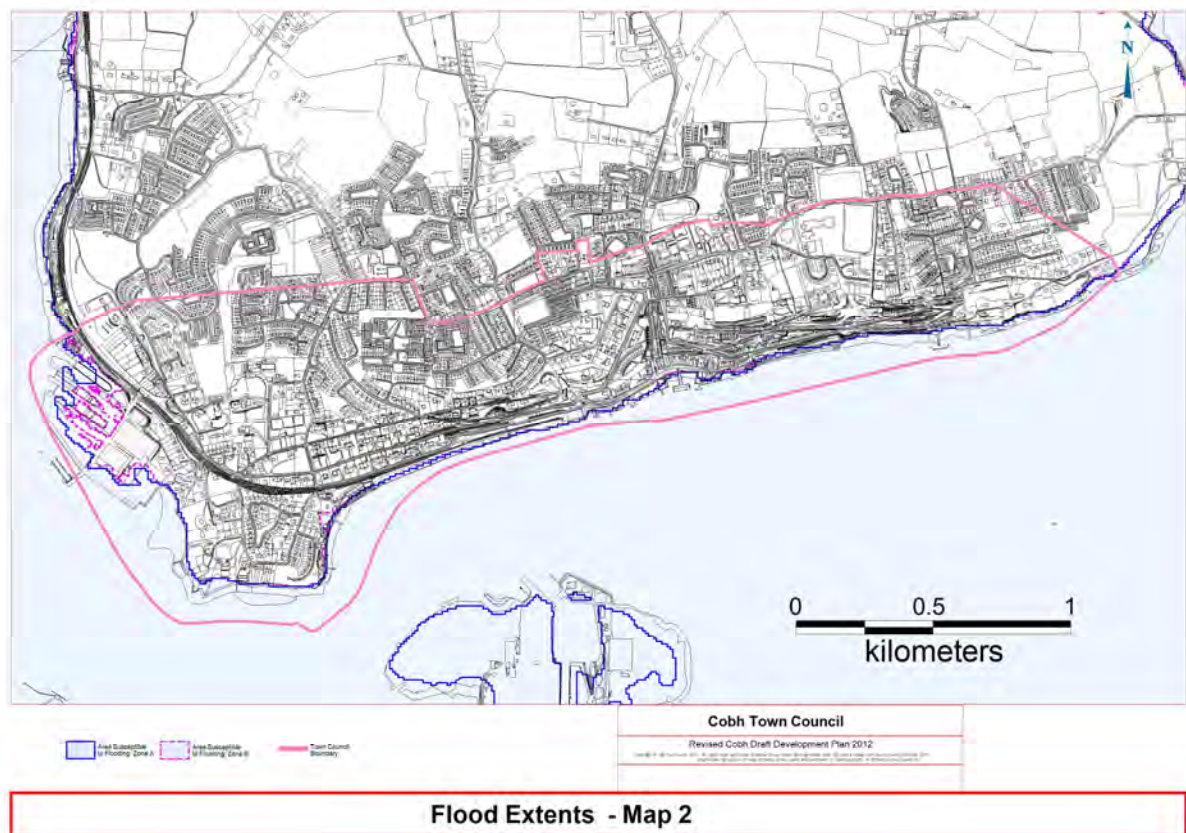 N
0 0.5 1
kilometers
Area Susceptible
to Flooding Zone A
Area Susceptible
to Flooding Zone B
Town Council
Boundary
Cobh Town Council
Revised Cobh Draft Development Plan 2012
Flood Extents - Map 2